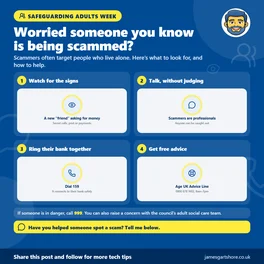 SAFEGUARDING ADULTS WEEK
Worried someone you know
is being scammed?
Scammers often target people who live alone. Here's what to look for, and
how to help.
1 Watch for the signs
A new "friend" asking for money
2 Talk, without judging
Scammers are professionals
3 Ring their bank together
Dial 159
4 Get free advice
Age UK Advice Line
If someone is in danger, call 999. You can also raise a concern with the council's adult social care team.
Have you helped someone spot a scam? Tell me below.
Share this post and follow for more tech tips
jamesgartshore.co.uk